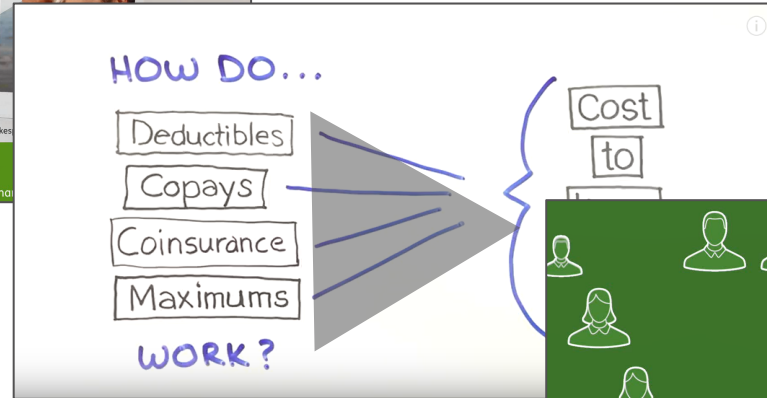 HOW DO...
Deductibles
Copays
Coinsurance
Maximums
WORK?
Cost
to